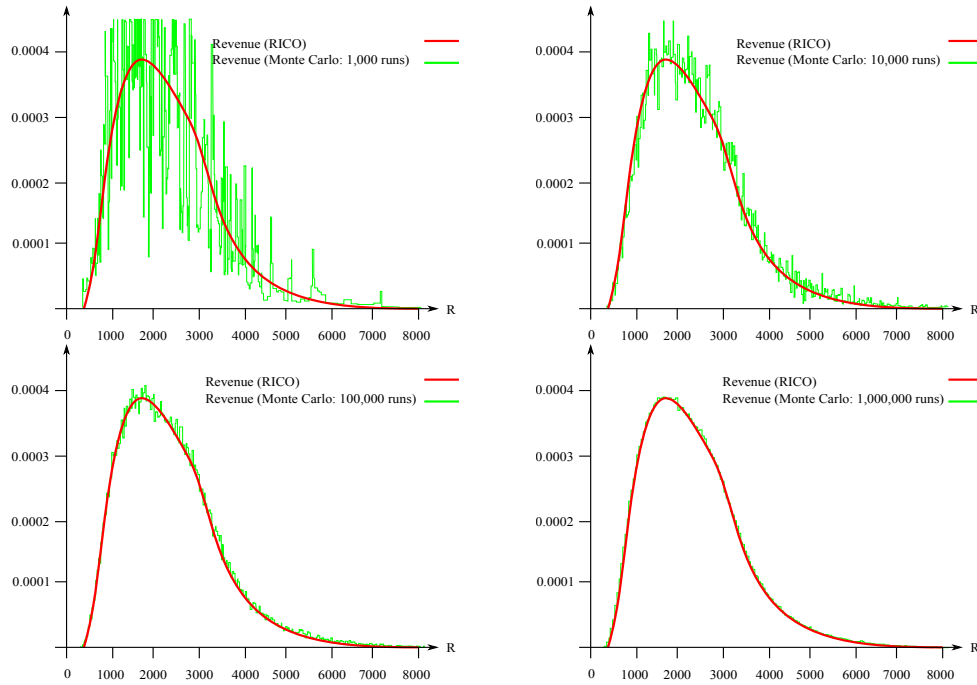 Revenue (RICO)
Revenue (Monte Carlo: 1,000 runs)
0.0004
0.0003
0.0002
0.0001
R
0 1000 2000 3000 4000 5000 6000 7000 8000
Revenue (RICO)
Revenue (Monte Carlo: 10,000 runs)
0.0004
0.0003
0.0002
0.0001
R
0 1000 2000 3000 4000 5000 6000 7000 8000
Revenue (RICO)
Revenue (Monte Carlo: 100,000 runs)
0.0004
0.0003
0.0002
0.0001
R
0 1000 2000 3000 4000 5000 6000 7000 8000
Revenue (RICO)
Revenue (Monte Carlo: 1,000,000 runs)
0.0004
0.0003
0.0002
0.0001
R
0 1000 2000 3000 4000 5000 6000 7000 8000